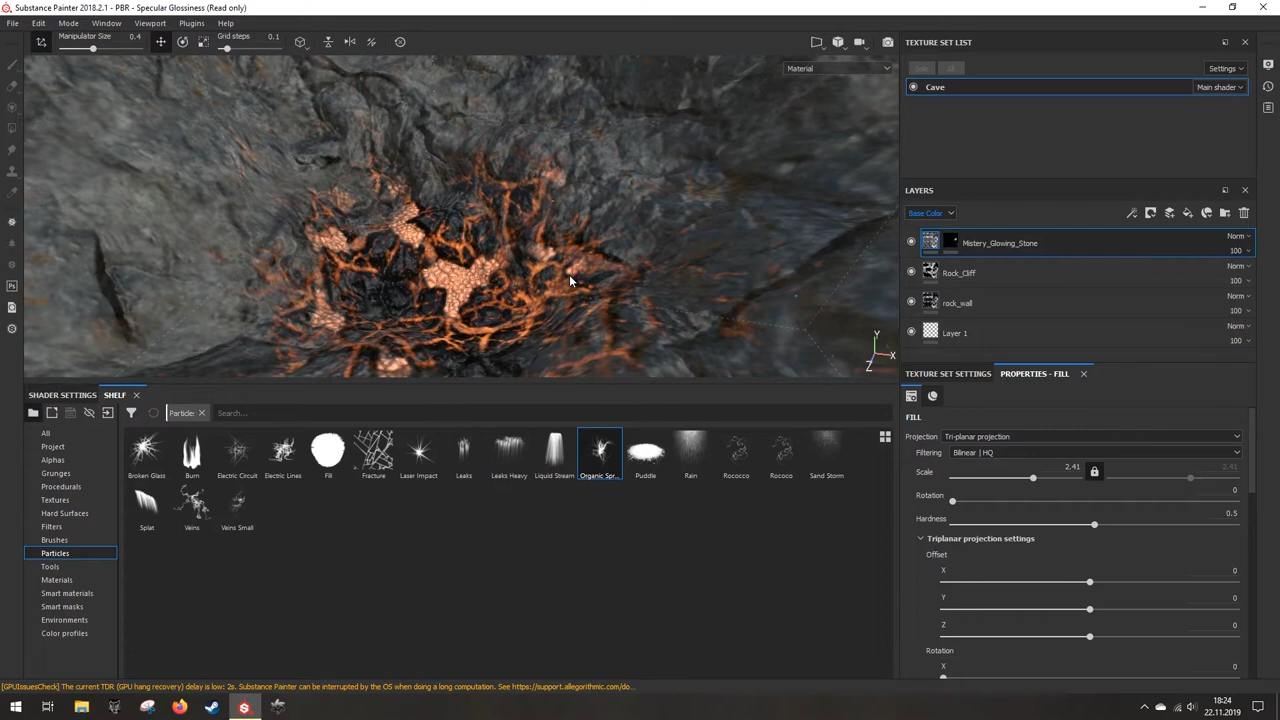 Substance Painter 2018.2.1 - PBR - Specular Glossiness (Read only)
File Edit Mode Window Viewport Plugins Help
Manipulator Size 0.4 Grid steps 0.1
Material
Y
X
Z
TEXTURE SET LIST
Settings
Cave Main shader
LAYERS
Base Color
Mistery_Glowing_Stone Norm 100
Rock_Cliff Norm 100
rock_wall Norm 100
Layer 1 Norm 100
TEXTURE SET SETTINGS PROPERTIES - FILL
FILL
Projection Tri-planar projection
Filtering Bilinear | HQ
Scale 2.41 2.41
Rotation 0
Hardness 0.5
Triplanar projection settings
Offset
X 0
Y 0
Z 0
Rotation
X
SHADER SETTINGS SHELF
Particle Search...
All
Project
Alphas
Grunges
Procedurals
Textures
Hard Surfaces
Filters
Brushes
Particles
Tools
Materials
Smart materials
Smart masks
Environments
Color profiles
Broken Glass Burn Electric Circuit Electric Lines Fill Fracture Laser Impact Leaks Leaks Heavy Liquid Stream Organic Spr... Puddle Rain Rococco Rococo Sand Storm
Splat Veins Veins Small
[GPUIssuesCheck] The current TDR (GPU hang recovery) delay is low: 2s. Substance Painter can be interrupted by the OS when doing a long computation. See https://support.allegorithmic.com/do...
18:24
22.11.2019